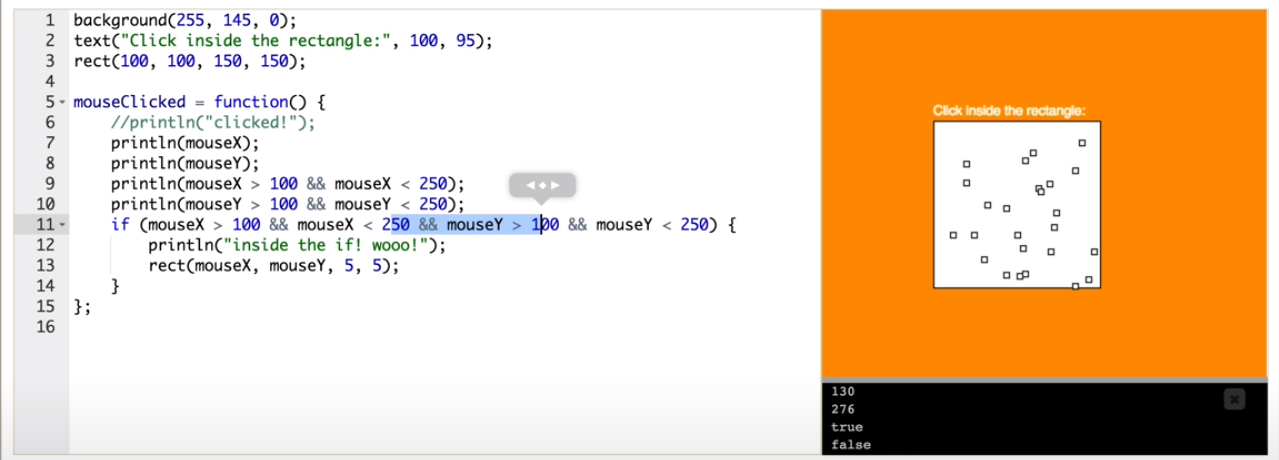 1 background(255, 145, 0);
2 text("Click inside the rectangle:", 100, 95);
3 rect(100, 100, 150, 150);
4
5 mouseClicked = function() {
6 //println("clicked!");
7 println(mouseX);
8 println(mouseY);
9 println(mouseX > 100 && mouseX < 250);
10 println(mouseY > 100 && mouseY < 250);
11 if (mouseX > 100 && mouseX < 250 && mouseY > 100 && mouseY < 250) {
12 println("inside the if! wooo!");
13 rect(mouseX, mouseY, 5, 5);
14 }
15 };
16
Click inside the rectangle:
130
276
true
false